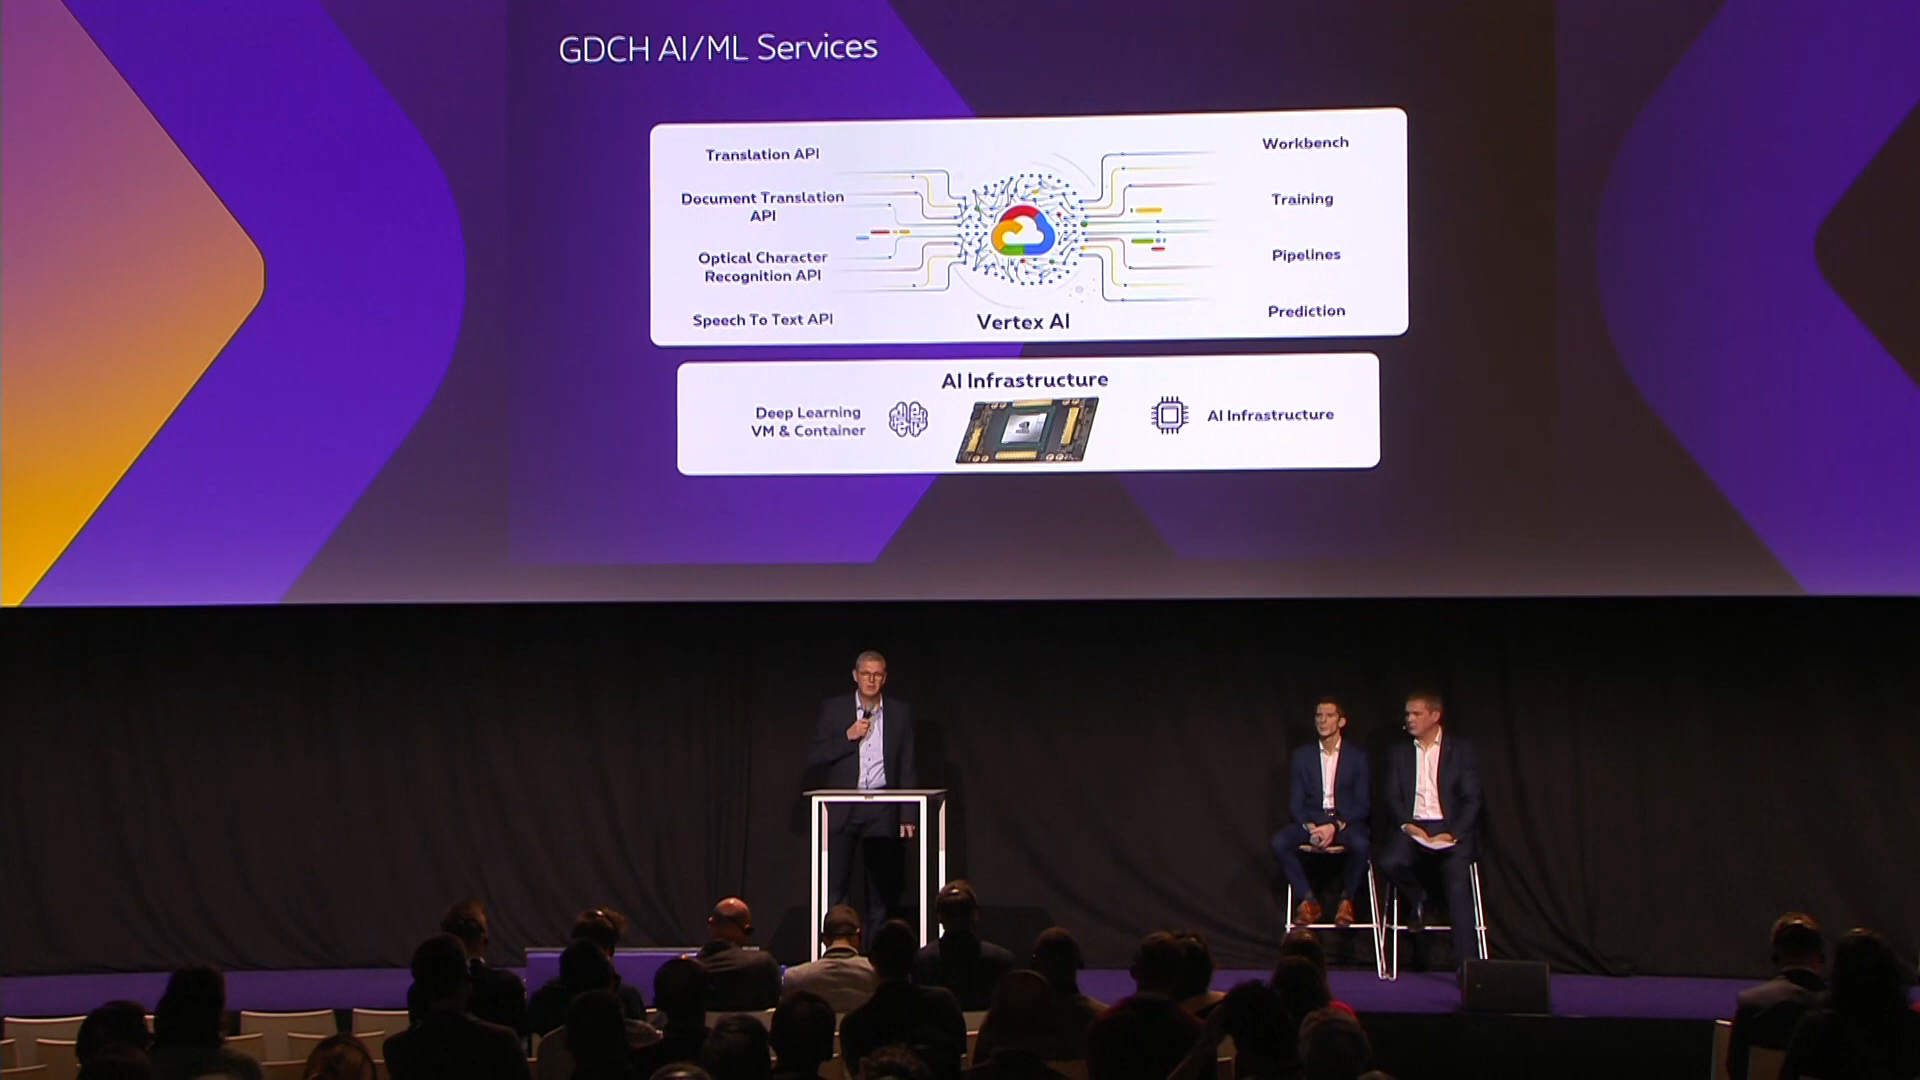 GDCH AI/ML Services
Translation API
Document Translation
API
Optical Character
Recognition API
Speech To Text API
Vertex AI
Workbench
Training
Pipelines
Prediction
AI Infrastructure
Deep Learning
VM & Container
AI Infrastructure